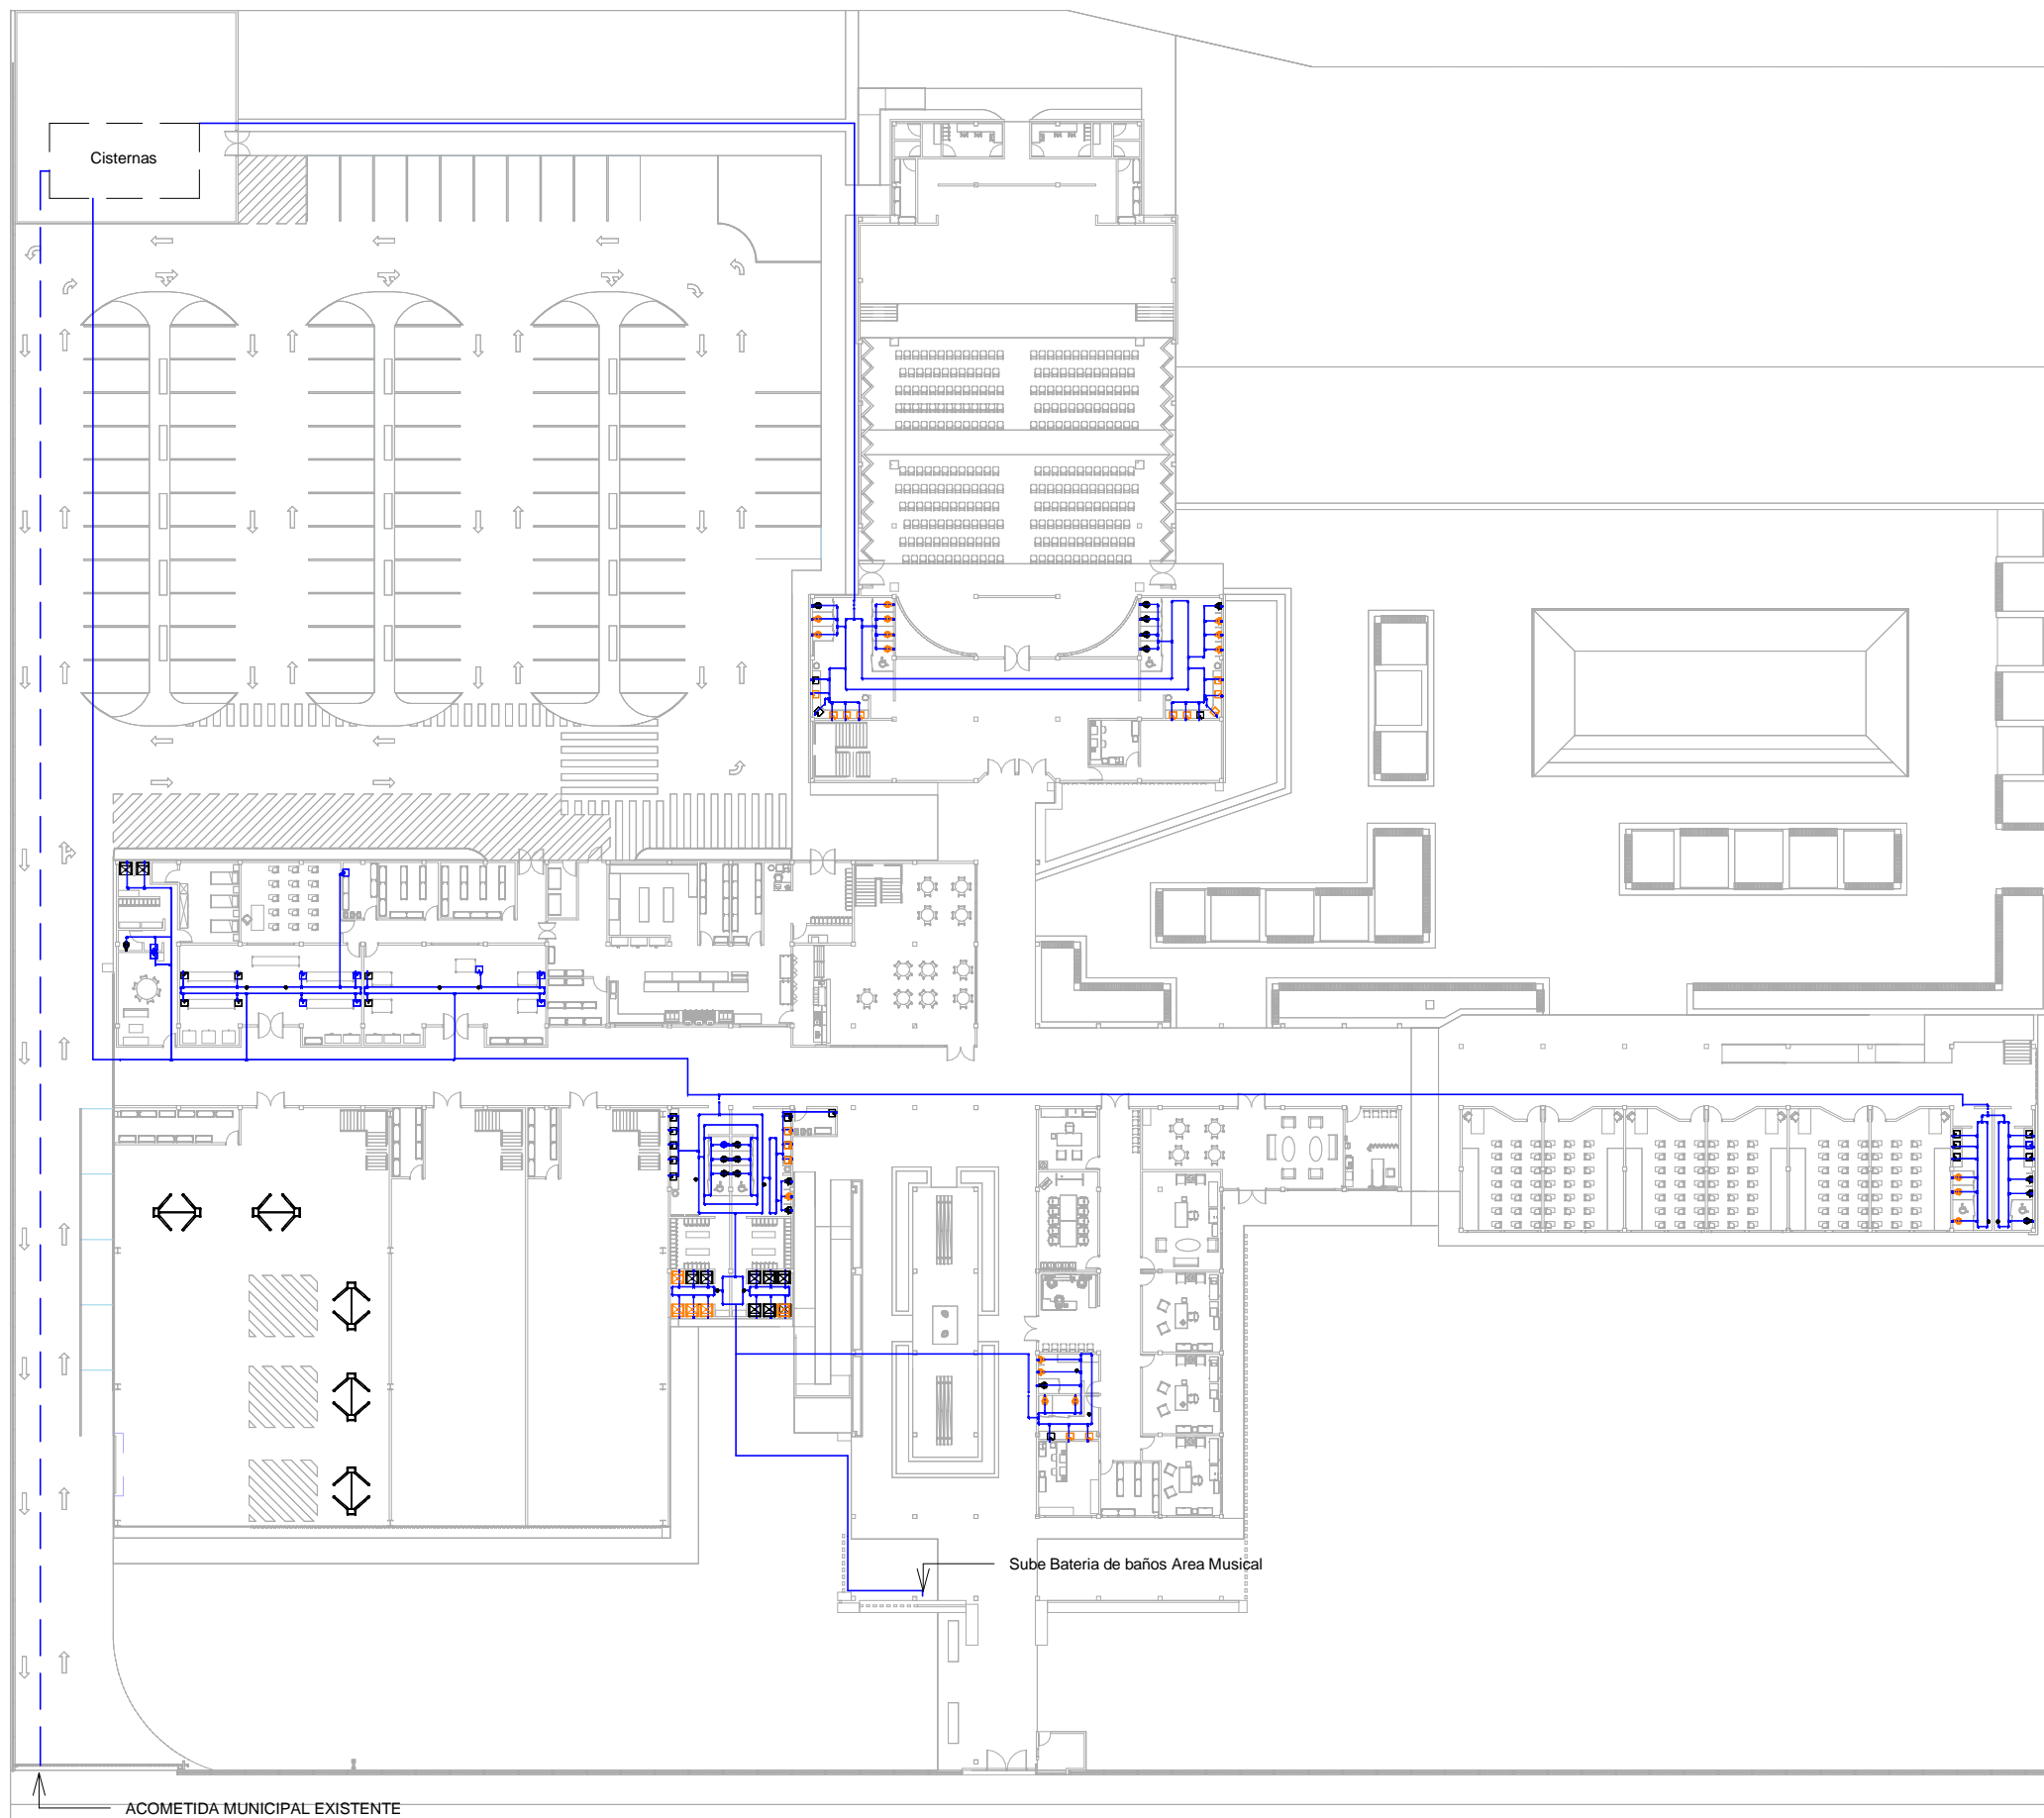 Cisternas
Sube Bateria de baños Area Musical
ACOMETIDA MUNICIPAL EXISTENTE